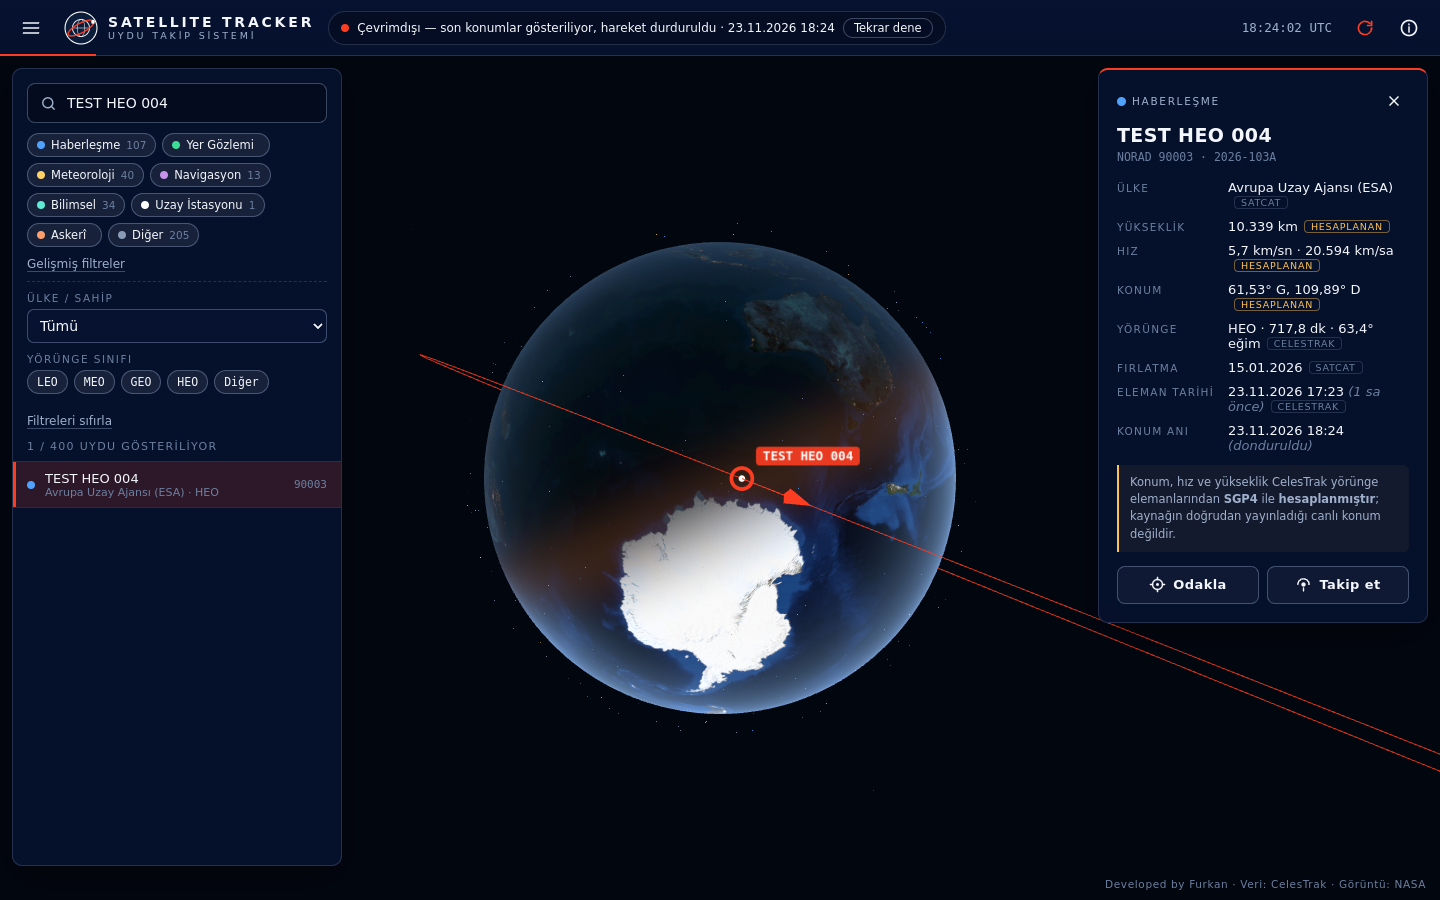 SATELLITE TRACKER
UYDU TAKİP SİSTEMİ
Çevrimdışı — son konumlar gösteriliyor, hareket durduruldu · 23.11.2026 18:24
Tekrar dene
18:24:02 UTC
TEST HEO 004
Haberleşme 107
Yer Gözlemi
Meteoroloji 40
Navigasyon 13
Bilimsel 34
Uzay İstasyonu 1
Askerî
Diğer 205
Gelişmiş filtreler
ÜLKE / SAHİP
Tümü
YÖRÜNGE SINIFI
LEO MEO GEO HEO Diğer
Filtreleri sıfırla
1 / 400 UYDU GÖSTERİLİYOR
TEST HEO 004
Avrupa Uzay Ajansı (ESA) · HEO
90003
TEST HEO 004
HABERLEŞME
TEST HEO 004
NORAD 90003 · 2026-103A
ÜLKE Avrupa Uzay Ajansı (ESA)
SATCAT
YÜKSEKLİK 10.339 km HESAPLANAN
HIZ 5,7 km/sn · 20.594 km/sa
HESAPLANAN
KONUM 61,53° G, 109,89° D
HESAPLANAN
YÖRÜNGE HEO · 717,8 dk · 63,4°
eğim CELESTRAK
FIRLATMA 15.01.2026 SATCAT
ELEMAN TARİHİ 23.11.2026 17:23 (1 sa
önce) CELESTRAK
KONUM ANI 23.11.2026 18:24
(donduruldu)
Konum, hız ve yükseklik CelesTrak yörünge
elemanlarından SGP4 ile hesaplanmıştır;
kaynağın doğrudan yayınladığı canlı konum
değildir.
Odakla
Takip et
Developed by Furkan · Veri: CelesTrak · Görüntü: NASA